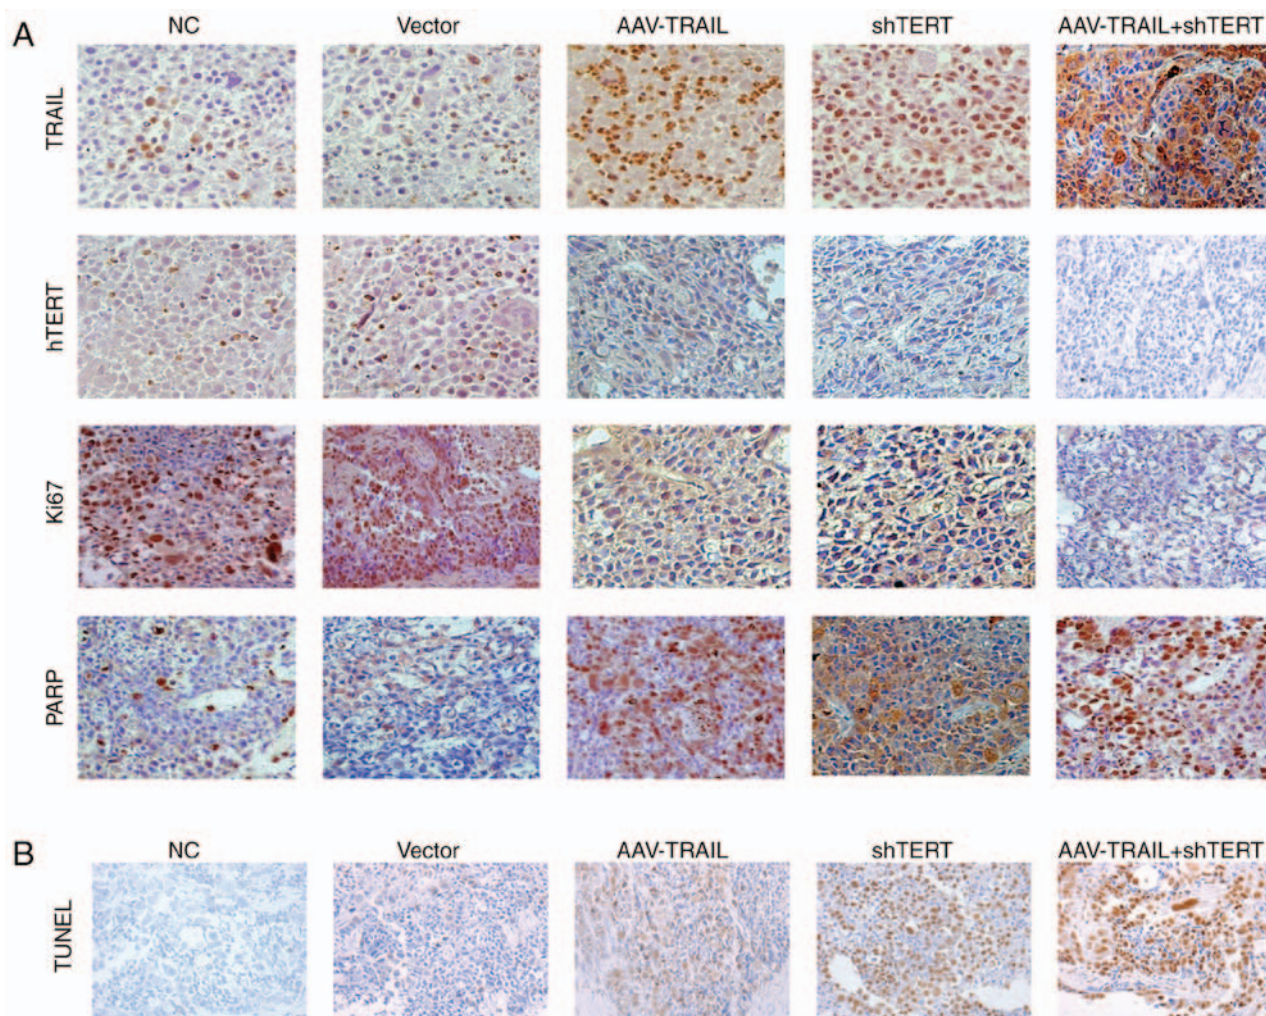 A
NC Vector AAV-TRAIL shTERT AAV-TRAIL+shTERT
TRAIL
hTERT
Ki67
PARP
B
NC Vector AAV-TRAIL shTERT AAV-TRAIL+shTERT
TUNEL